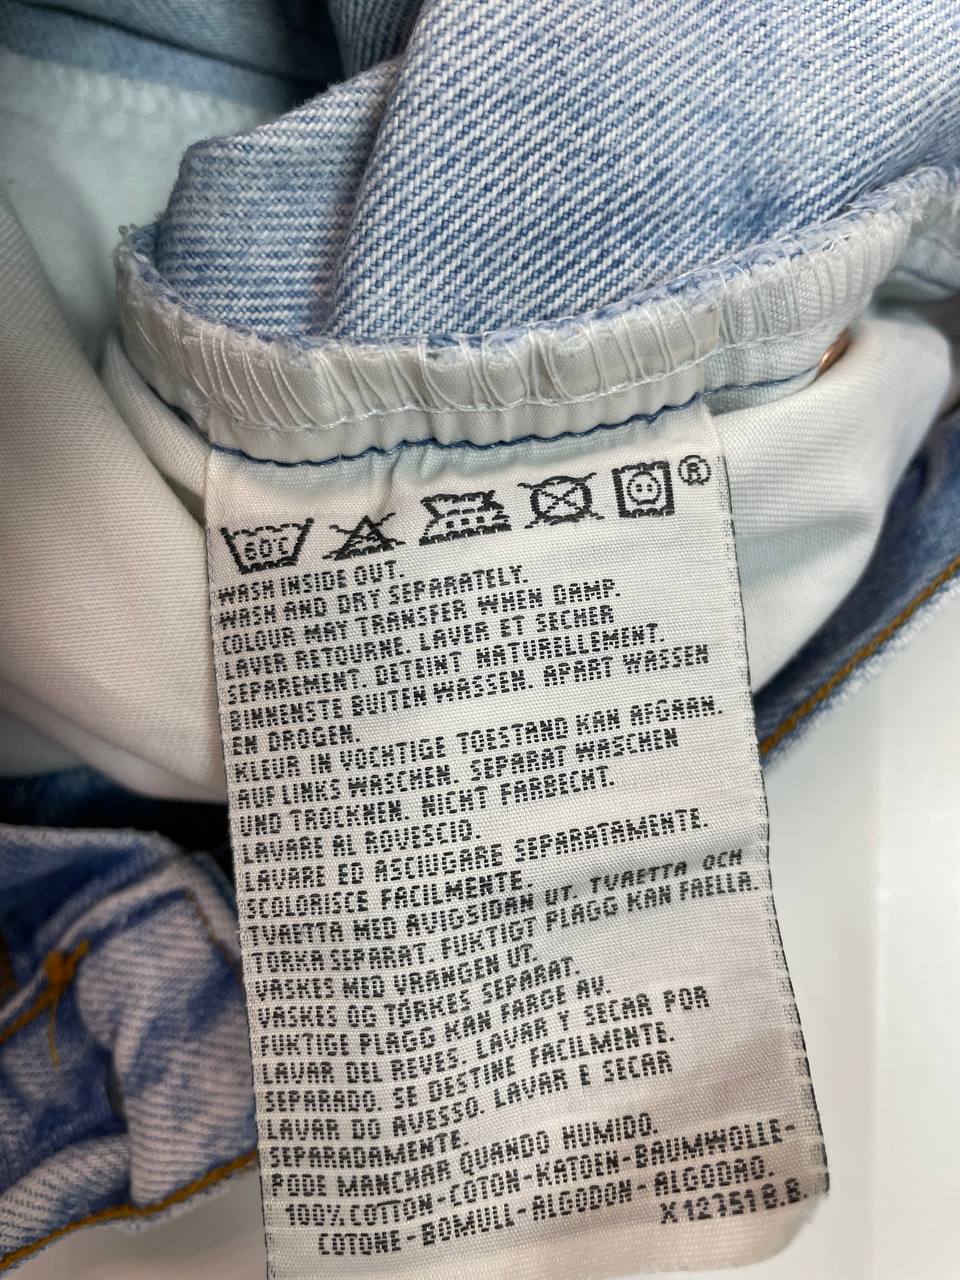 60°C
®
WASH INSIDE OUT.
WASH AND DRY SEPARATELY.
COLOUR MAY TRANSFER WHEN DAMP.
LAVER RETOURNE. LAVER ET SECHER
SEPAREMENT. DETEINT NATURELLEMENT.
BINNENSTE BUITEN WASSEN. APART WASSEN
EN DROGEN.
KLEUR IN VOCHTIGE TOESTAND KAN AFGAAN.
AUF LINKS WASCHEN. SEPARAT WASCHEN
UND TROCKNEN. NICHT FARBECHT.
LAVARE AL ROVESCIO.
LAVARE ED ASCIUGARE SEPARATAMENTE.
SCOLORISCE FACILMENTE.
TVAETTA MED AVIGSIDAN UT. TVAETTA OCH
TORKA SEPARAT. FUKTIGT PLAGG KAN FAELLA.
VASKES MED VRANGEN UT.
VASKES OG TORKES SEPARAT.
FUKTIGE PLAGG KAN FARGE AV.
LAVAR DEL REVES. LAVAR Y SECAR POR
SEPARADO. SE DESTINE FACILMENTE.
LAVAR DO AVESSO. LAVAR E SECAR
SEPARADAMENTE.
PODE MANCHAR QUANDO HUMIDO.
100% COTTON-COTON-KATOEN-BAUMWOLLE-
COTONE-BOMULL-ALGODON-ALGODAO.